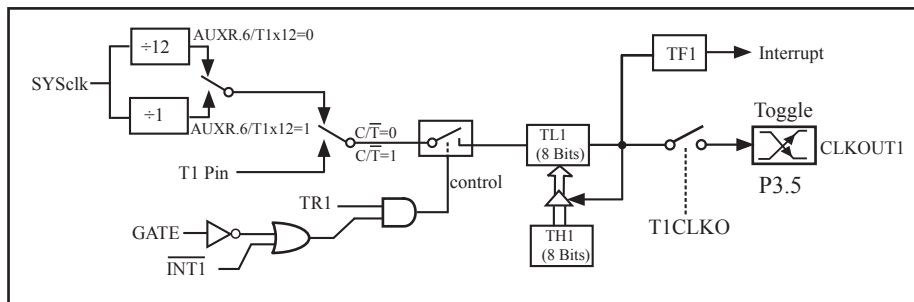 AUXR.6/T1x12=0
÷12
SYSclk
÷1
AUXR.6/T1x12=1
C/T̅=0
C/T̅=1
T1 Pin
control
TR1
GATE
I̅N̅T̅1̅
TL1
(8 Bits)
TH1
(8 Bits)
TF1
Interrupt
Toggle
CLKOUT1
P3.5
T1CLKO